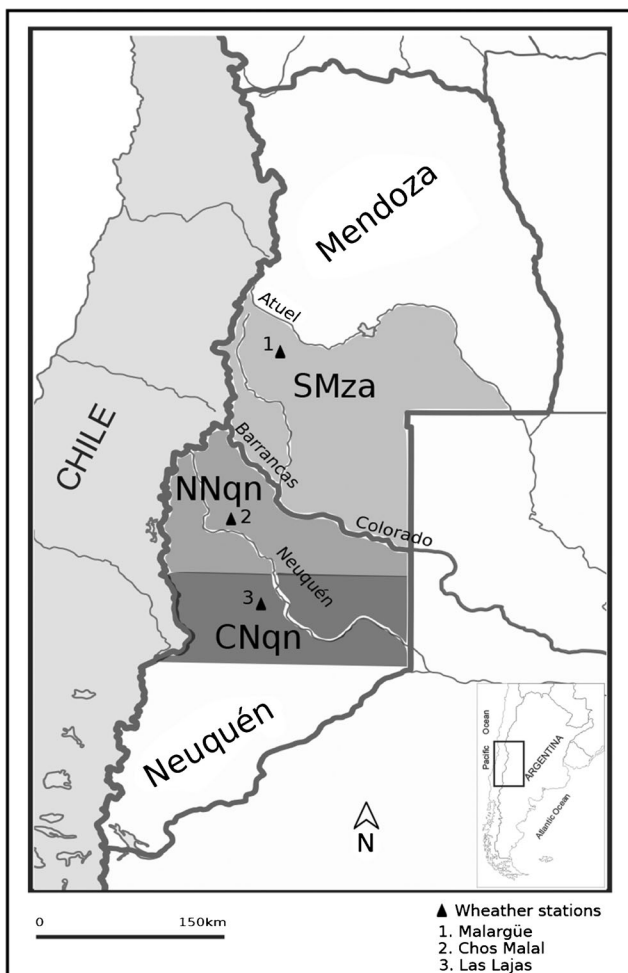 Mendoza
Atuel
1
SMza
CHILE
Barrancas
NNqn
2
Colorado
Neuquén
3
CNqn
Neuquén
Pacific Ocean
ARGENTINA
Atlantic Ocean
N
0 150km
Wheather stations
1. Malargüe
2. Chos Malal
3. Las Lajas